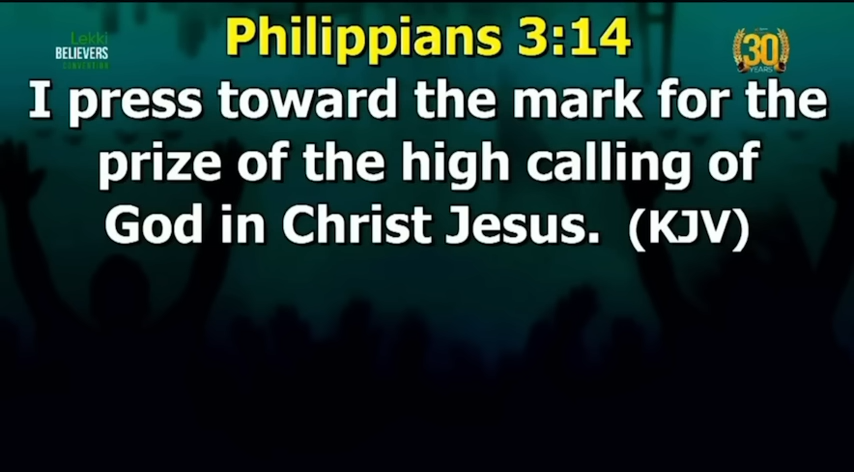 Philippians 3:14
Lekki
BELIEVERS
CONVENTION
30
YEARS
I press toward the mark for the
prize of the high calling of
God in Christ Jesus. (KJV)